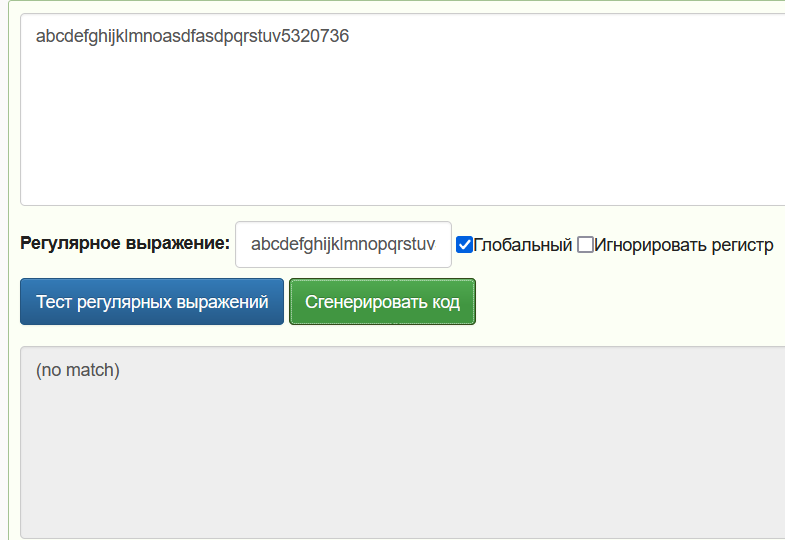 abcdefghijklmnoasdfasdpqrstuv5320736
Регулярное выражение: abcdefghijklmnopqrstuv Глобальный Игнорировать регистр
Тест регулярных выражений Сгенерировать код
(no match)